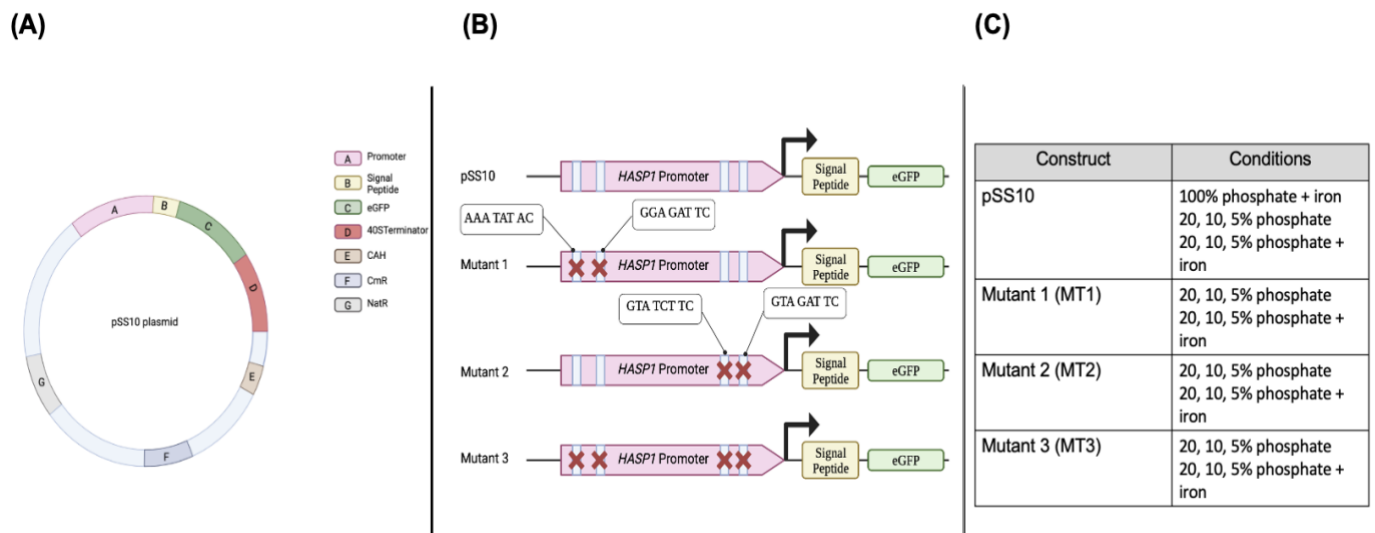 (A)
A
B
C
D
E
F
G
pSS10 plasmid
A Promoter
B Signal
Peptide
C eGFP
D 40STerminator
E CAH
F CmR
G NatR
(B)
pSS10
HASP1 Promoter
Signal
Peptide
eGFP
AAA TAT AC
GGA GAT TC
Mutant 1
HASP1 Promoter
Signal
Peptide
eGFP
GTA TCT TC
GTA GAT TC
Mutant 2
HASP1 Promoter
Signal
Peptide
eGFP
Mutant 3
HASP1 Promoter
Signal
Peptide
eGFP
(C)
Construct
Conditions
pSS10
100% phosphate + iron
20, 10, 5% phosphate
20, 10, 5% phosphate +
iron
Mutant 1 (MT1)
20, 10, 5% phosphate
20, 10, 5% phosphate +
iron
Mutant 2 (MT2)
20, 10, 5% phosphate
20, 10, 5% phosphate +
iron
Mutant 3 (MT3)
20, 10, 5% phosphate
20, 10, 5% phosphate +
iron